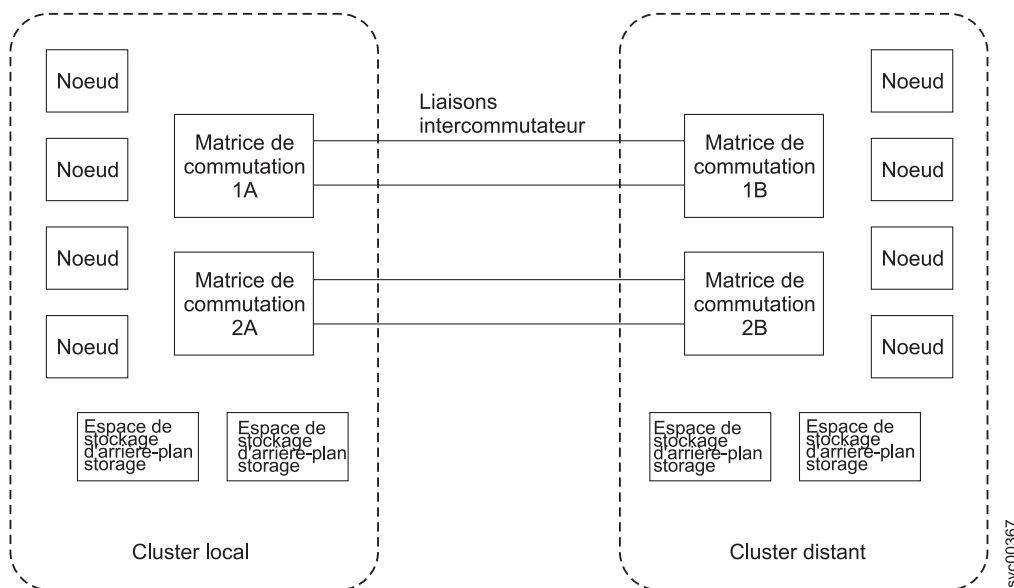 Noeud
Noeud
Noeud
Noeud
Matrice de
commutation
1A
Matrice de
commutation
2A
Espace de
stockage
d'arrière-plan
storage
Espace de
stockage
d'arrière-plan
storage
Cluster local
Liaisons
intercommutateur
Matrice de
commutation
1B
Matrice de
commutation
2B
Noeud
Noeud
Noeud
Noeud
Espace de
stockage
d'arrière-plan
storage
Espace de
stockage
d'arrière-plan
storage
Cluster distant
svc00367